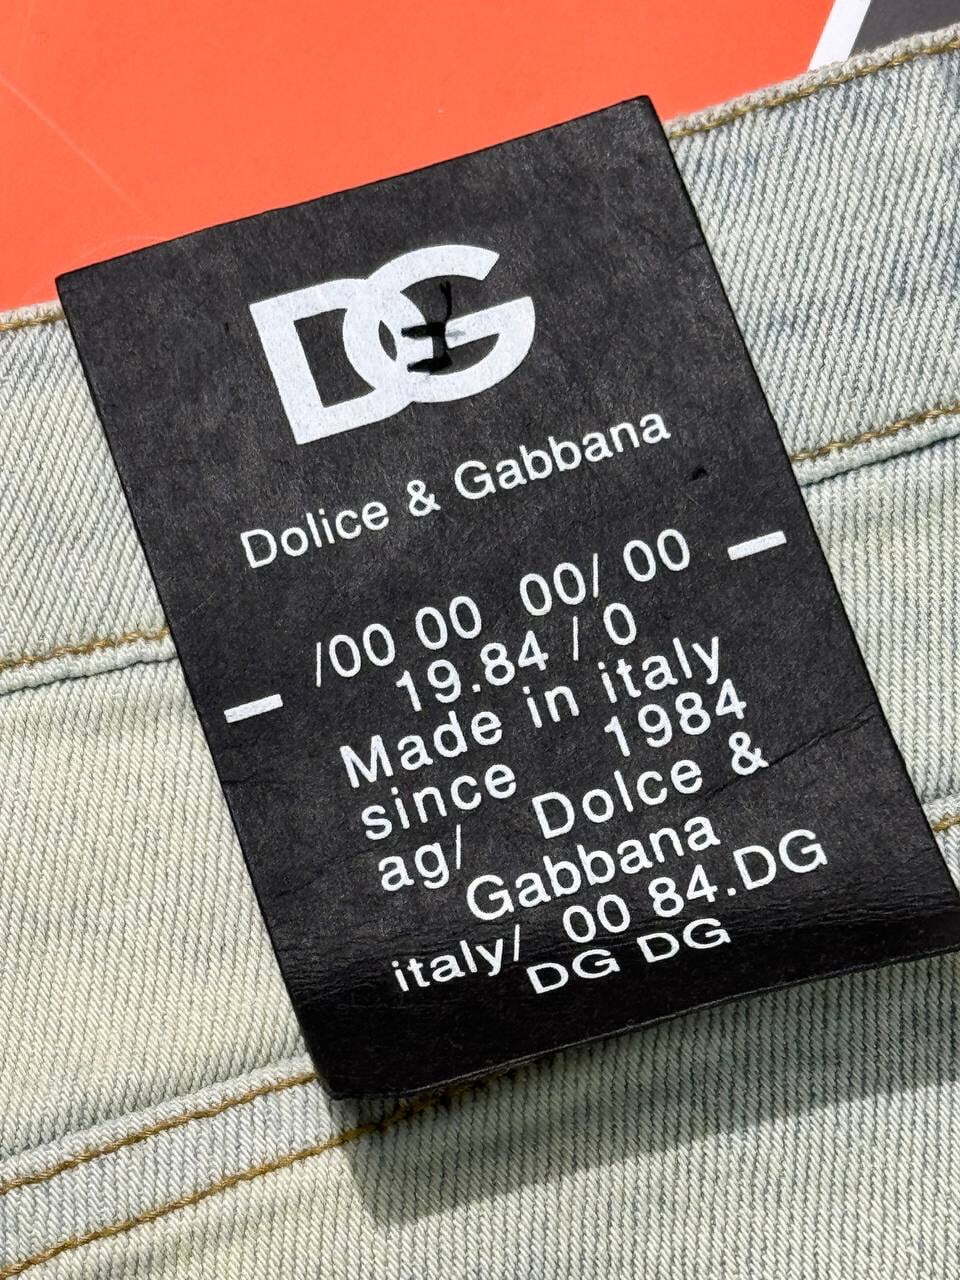 DG
Dolice & Gabbana
/00 00 00/ 00
19.84 / 0
Made in italy
since 1984
ag/ Dolce &
Gabbana
italy/ 00 84.DG
DG DG